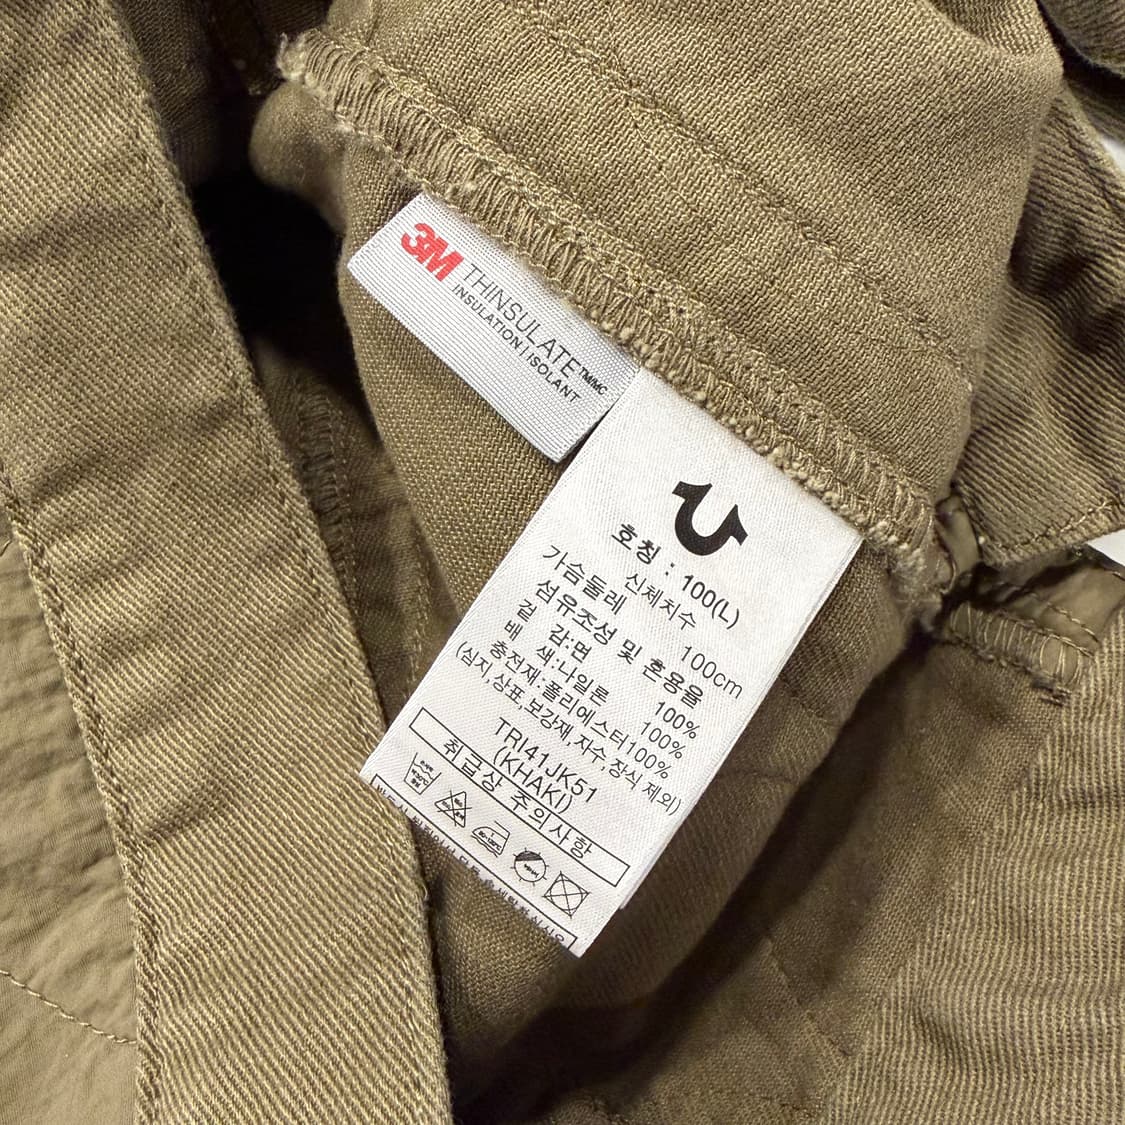 3M THINSULATE™/MC
INSULATION | ISOLANT
호칭 : 100(L)
신체치수
가슴둘레 100cm
섬유조성 및 혼용율
겉 감:면 100%
배 색:나일론 100%
충전재:폴리에스터100%
(심지,상표,보강재,자수,장식 제외)
TRI41JK51
(KHAKI)
취급상 주의사항